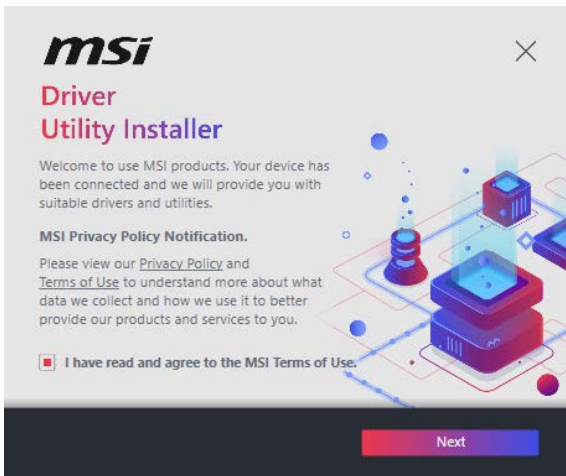 msi
Driver
Utility Installer
Welcome to use MSI products. Your device has
been connected and we will provide you with
suitable drivers and utilities.
MSI Privacy Policy Notification.
Please view our Privacy Policy and
Terms of Use to understand more about what
data we collect and how we use it to better
provide our products and services to you.
I have read and agree to the MSI Terms of Use.
Next